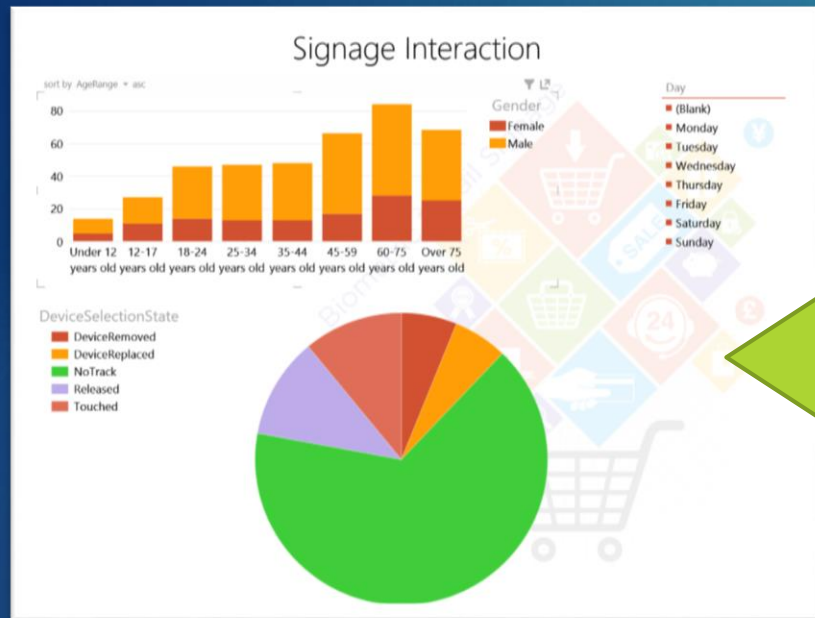 Signage Interaction
sort by AgeRange ▾ asc
80
60
40
20
0
Under 12 years old
12-17 years old
18-24 years old
25-34 years old
35-44 years old
45-59 years old
60-75 years old
Over 75 years old
Gender
Female
Male
Day
(Blank)
Monday
Tuesday
Wednesday
Thursday
Friday
Saturday
Sunday
DeviceSelectionState
DeviceRemoved
DeviceReplaced
NoTrack
Released
Touched
SALE
24